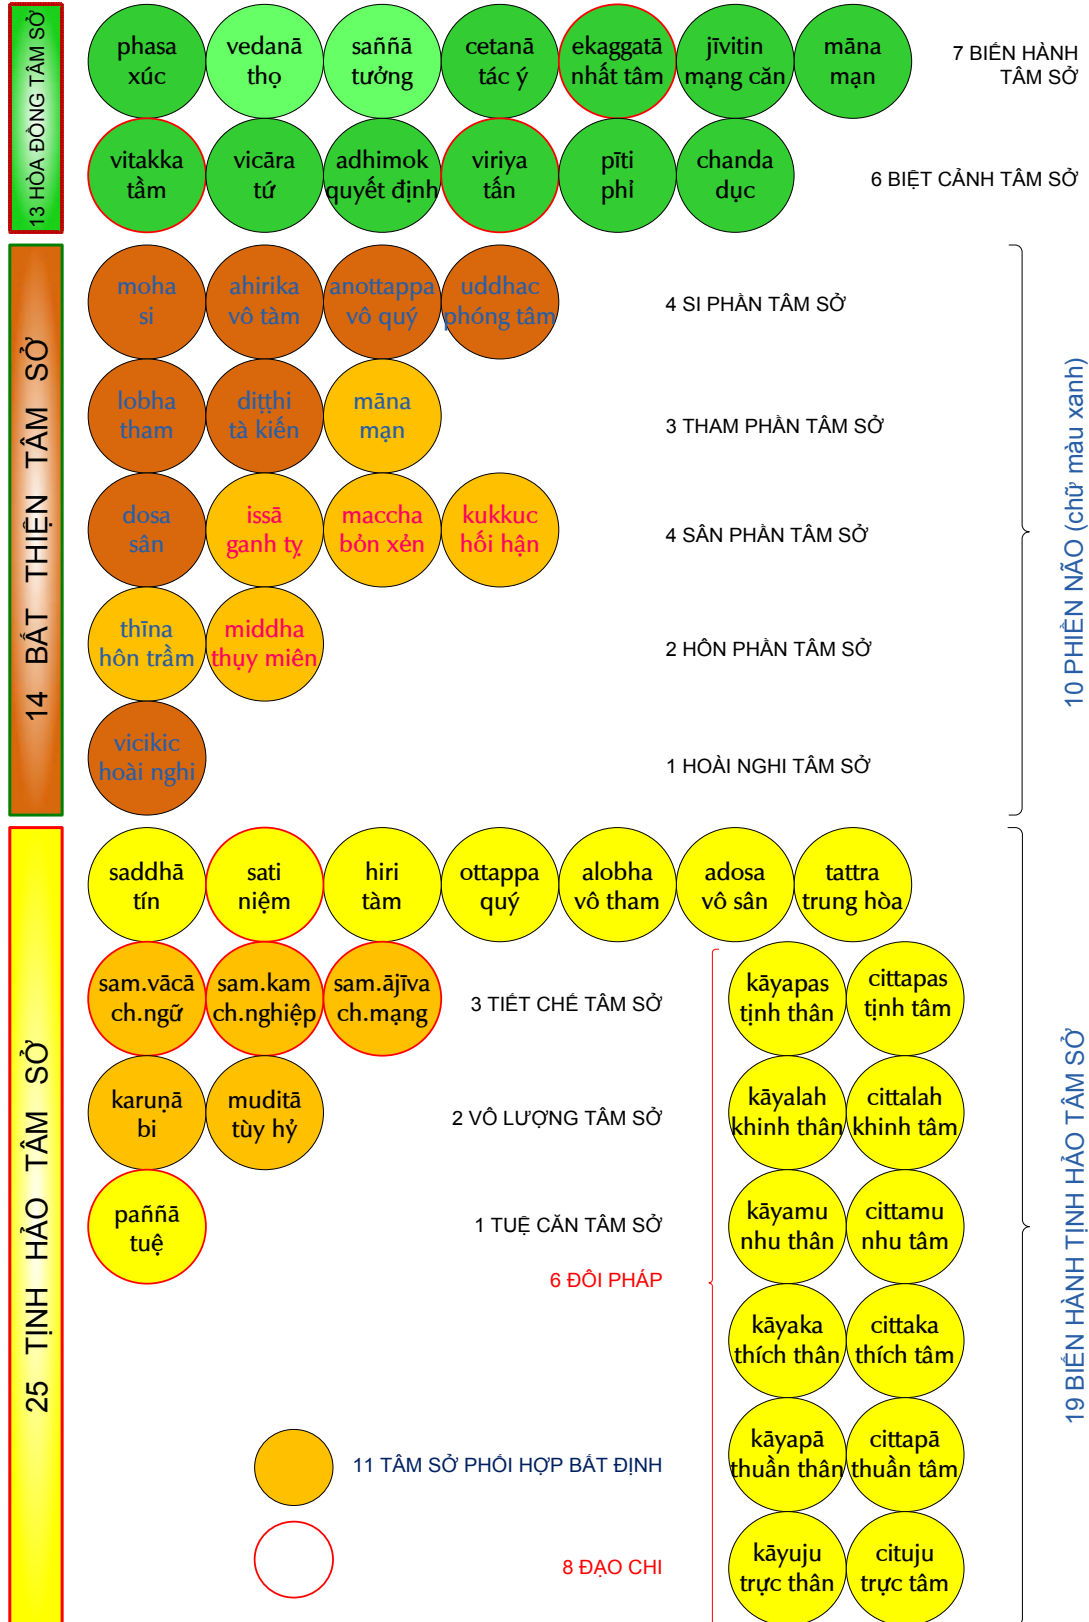 13 HÒA ĐỒNG TÂM SỞ
phasa
xúc
vedanā
thọ
saññā
tưởng
cetanā
tác ý
ekaggatā
nhất tâm
jīvitin
mạng căn
māna
mạn
7 BIẾN HÀNH
TÂM SỞ
vitakka
tầm
vicāra
tứ
adhimok
quyết định
viriya
tấn
pīti
phỉ
chanda
dục
6 BIỆT CẢNH TÂM SỞ
14 BẤT THIỆN TÂM SỞ
moha
si
ahirika
vô tàm
anottappa
vô quý
uddhac
phóng tâm
4 SI PHẦN TÂM SỞ
lobha
tham
diṭṭhi
tà kiến
māna
mạn
3 THAM PHẦN TÂM SỞ
dosa
sân
issā
ganh tỵ
maccha
bỏn xẻn
kukkuc
hối hận
4 SÂN PHẦN TÂM SỞ
thīna
hôn trầm
middha
thụy miên
2 HÔN PHẦN TÂM SỞ
vicikic
hoài nghi
1 HOÀI NGHI TÂM SỞ
10 PHIỀN NÃO (chữ màu xanh)
25 TỊNH HẢO TÂM SỞ
saddhā
tín
sati
niệm
hiri
tàm
ottappa
quý
alobha
vô tham
adosa
vô sân
tattra
trung hòa
sam.vācā
ch.ngữ
sam.kam
ch.nghiệp
sam.ājīva
ch.mạng
3 TIẾT CHẾ TÂM SỞ
kāyapas
tịnh thân
cittapas
tịnh tâm
karuṇā
bi
muditā
tùy hỷ
2 VÔ LƯỢNG TÂM SỞ
kāyalah
khinh thân
cittalah
khinh tâm
paññā
tuệ
1 TUỆ CĂN TÂM SỞ
kāyamu
nhu thân
cittamu
nhu tâm
6 ĐÔI PHÁP
kāyaka
thích thân
cittaka
thích tâm
11 TÂM SỞ PHỐI HỢP BẤT ĐỊNH
kāyapā
thuần thân
cittapā
thuần tâm
8 ĐẠO CHI
kāyuju
trực thân
cituju
trực tâm
19 BIẾN HÀNH TỊNH HẢO TÂM SỞ